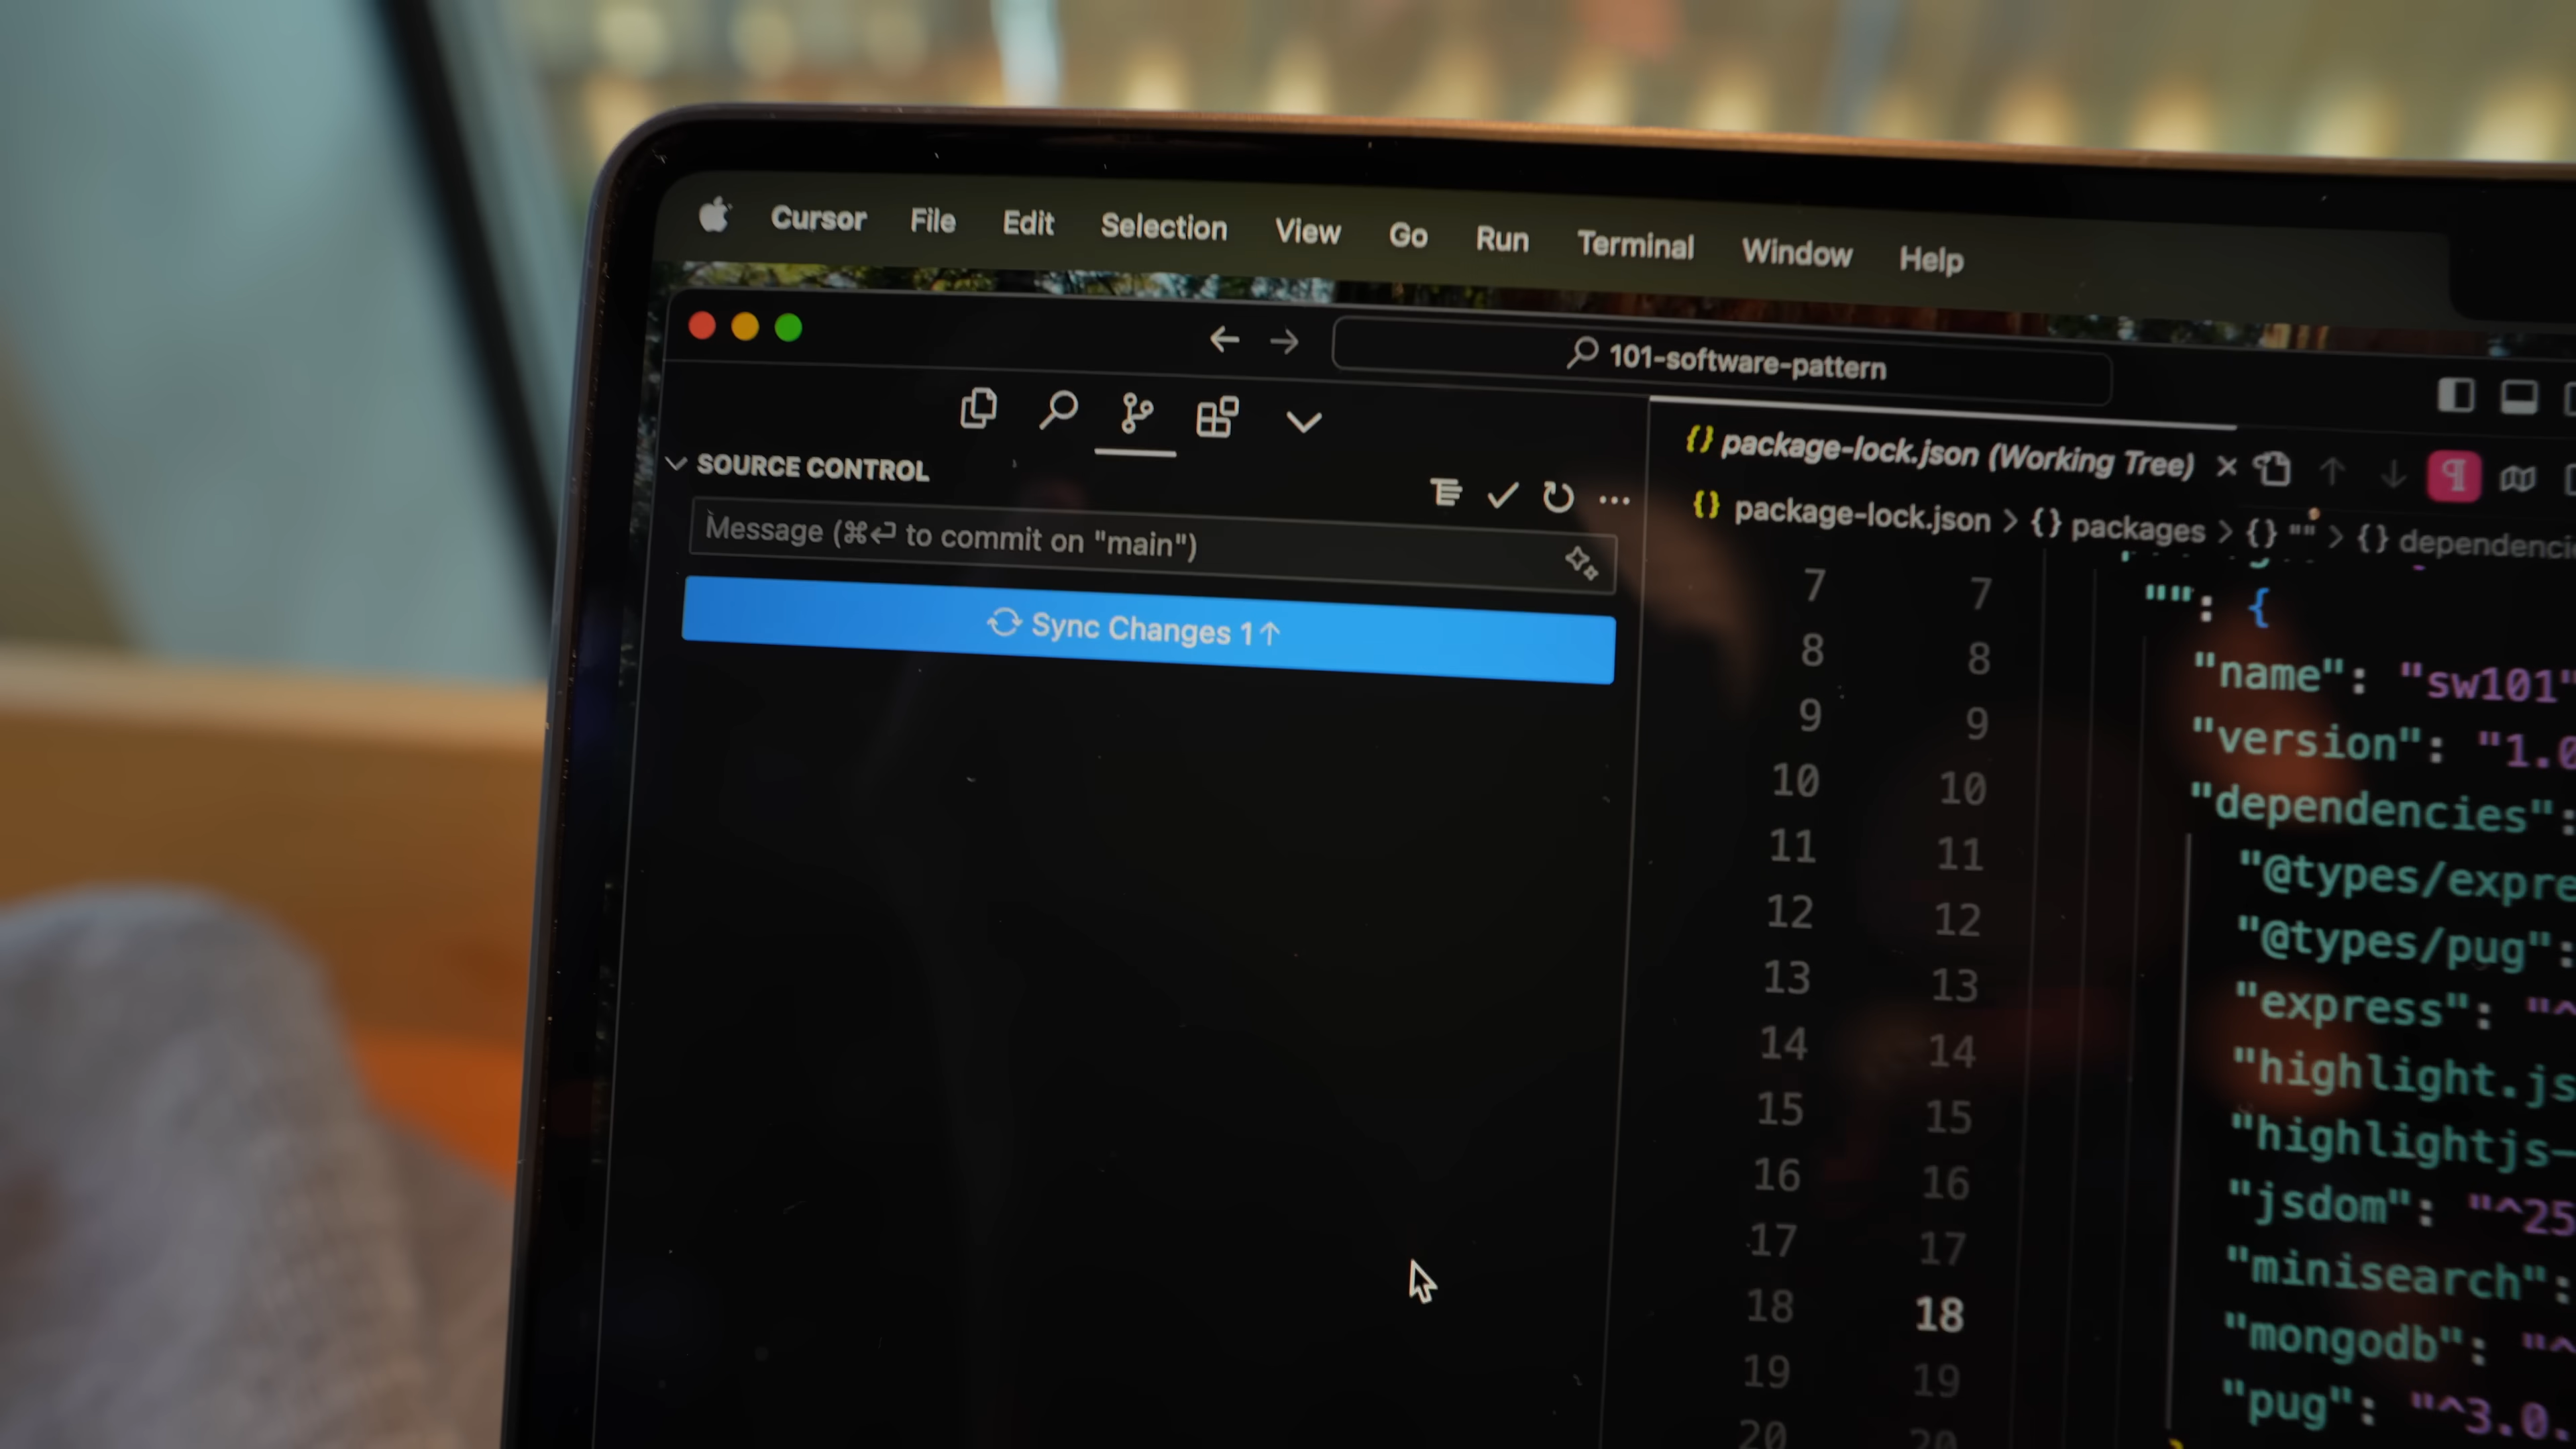 Cursor File Edit Selection View Go Run Terminal Window Help
101-software-pattern
SOURCE CONTROL
Message (⌘⏎ to commit on "main")
Sync Changes 1↑
{} package-lock.json (Working Tree) ×
{} package-lock.json > {} packages > {} "" > {} dependenci
7 7 "": {
8 8 "name": "sw101"
9 9 "version": "1.0
10 10 "dependencies":
11 11 "@types/expre
12 12 "@types/pug":
13 13 "express": "^
14 14 "highlight.js
15 15 "highlightjs-
16 16 "jsdom": "^25
17 17 "minisearch":
18 18 "mongodb": "^
19 19 "pug": "^3.0.
20 20